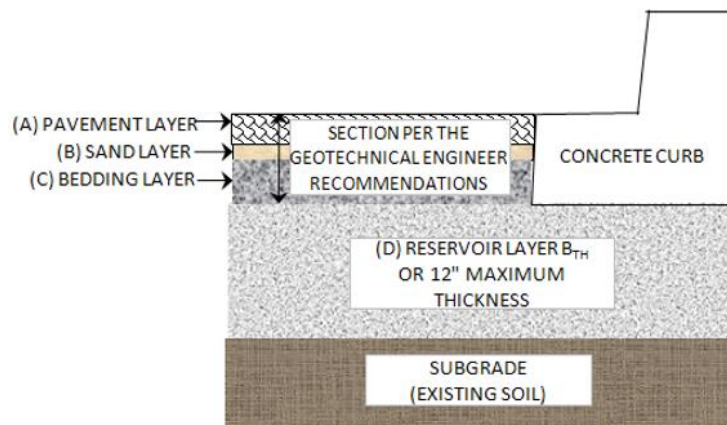 (A) PAVEMENT LAYER
(B) SAND LAYER
(C) BEDDING LAYER
SECTION PER THE
GEOTECHNICAL ENGINEER
RECOMMENDATIONS
CONCRETE CURB
(D) RESERVOIR LAYER BTH
OR 12" MAXIMUM
THICKNESS
SUBGRADE
(EXISTING SOIL)